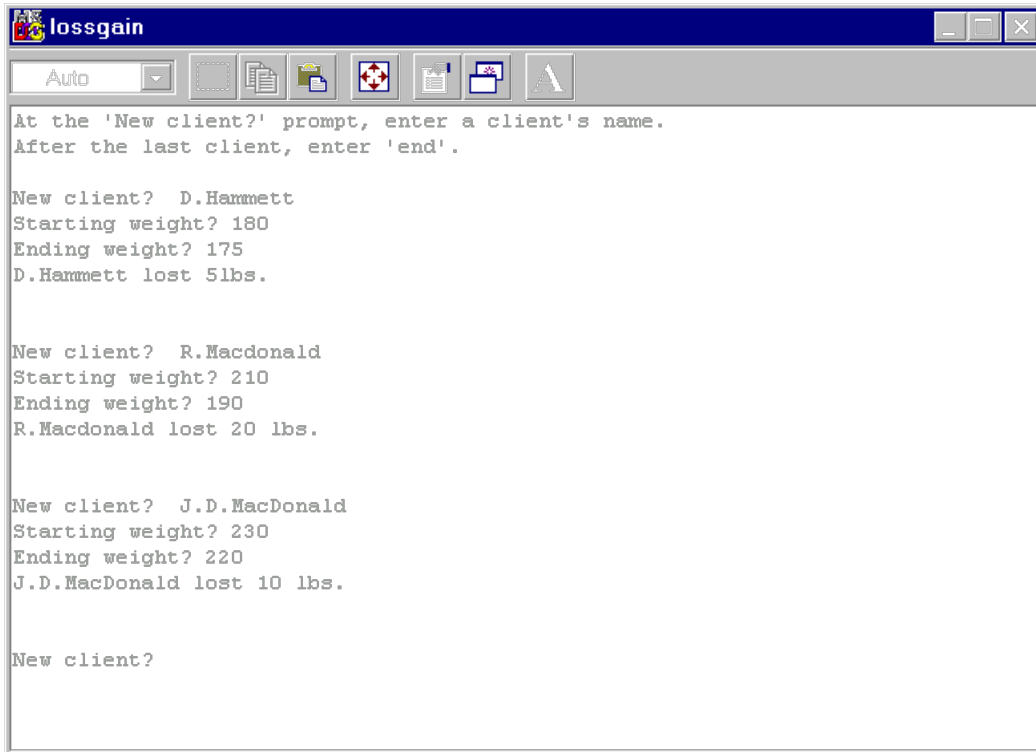 lossgain
Auto
At the 'New client?' prompt, enter a client's name.
After the last client, enter 'end'.
New client?  D.Hammett
Starting weight? 180
Ending weight? 175
D.Hammett lost 5lbs.
New client?  R.Macdonald
Starting weight? 210
Ending weight? 190
R.Macdonald lost 20 lbs.
New client?  J.D.MacDonald
Starting weight? 230
Ending weight? 220
J.D.MacDonald lost 10 lbs.
New client?